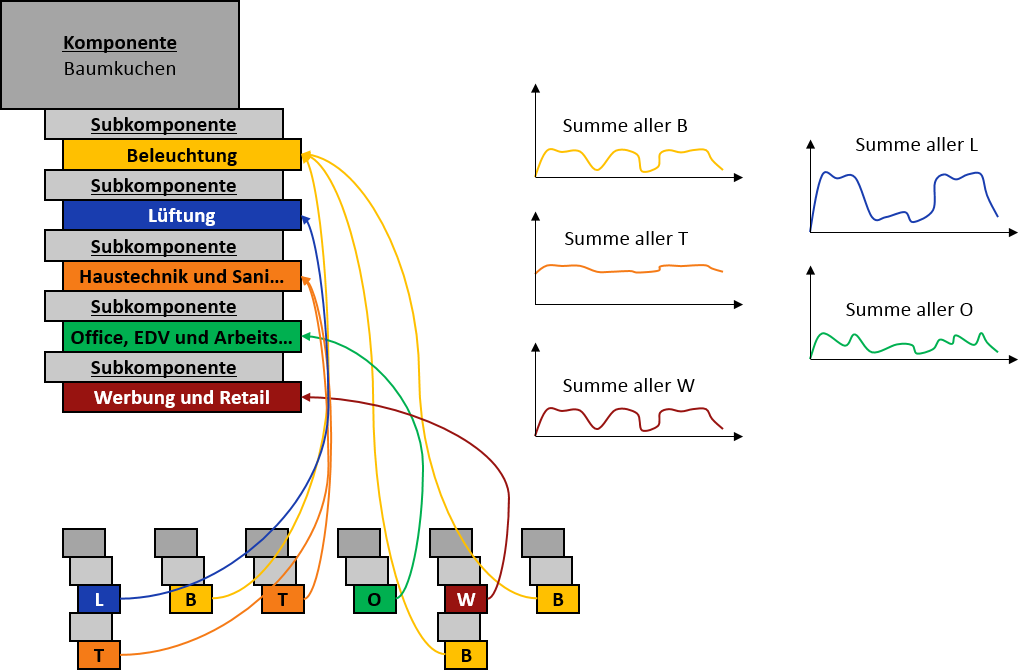 Komponente
Baumkuchen
Subkomponente
Beleuchtung
Subkomponente
Lüftung
Subkomponente
Haustechnik und Sani...
Subkomponente
Office, EDV und Arbeits...
Subkomponente
Werbung und Retail
Summe aller B
Summe aller T
Summe aller W
Summe aller L
Summe aller O
L
B
T
O
W
B
T
B